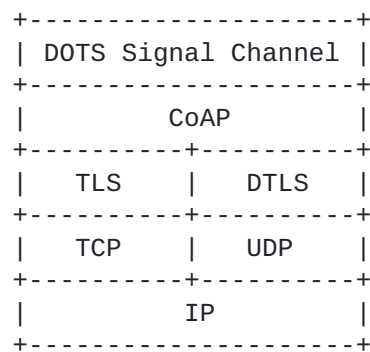 +---------------------+
| DOTS Signal Channel |
+---------------------+
|         CoAP        |
+----------+----------+
|   TLS    |   DTLS   |
+----------+----------+
|   TCP    |   UDP    |
+----------+----------+
|          IP         |
+---------------------+